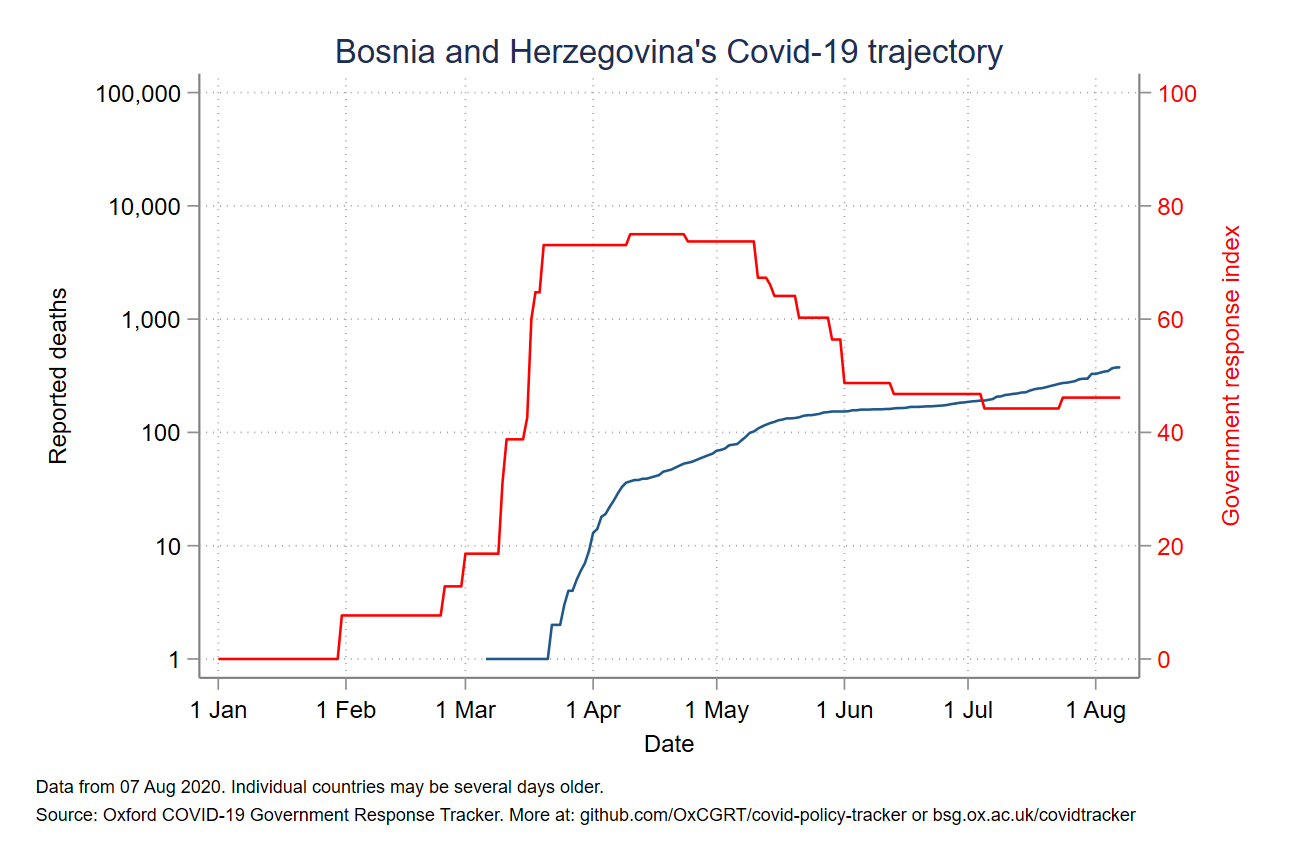 Bosnia and Herzegovina's Covid-19 trajectory
100,000
10,000
1,000
100
10
1
Reported deaths
100
80
60
40
20
0
Government response index
1 Jan 1 Feb 1 Mar 1 Apr 1 May 1 Jun 1 Jul 1 Aug
Date
Data from 07 Aug 2020. Individual countries may be several days older.
Source: Oxford COVID-19 Government Response Tracker. More at: github.com/OxCGRT/covid-policy-tracker or bsg.ox.ac.uk/covidtracker